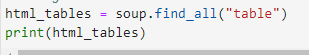 html_tables = soup.find_all("table")
print(html_tables)